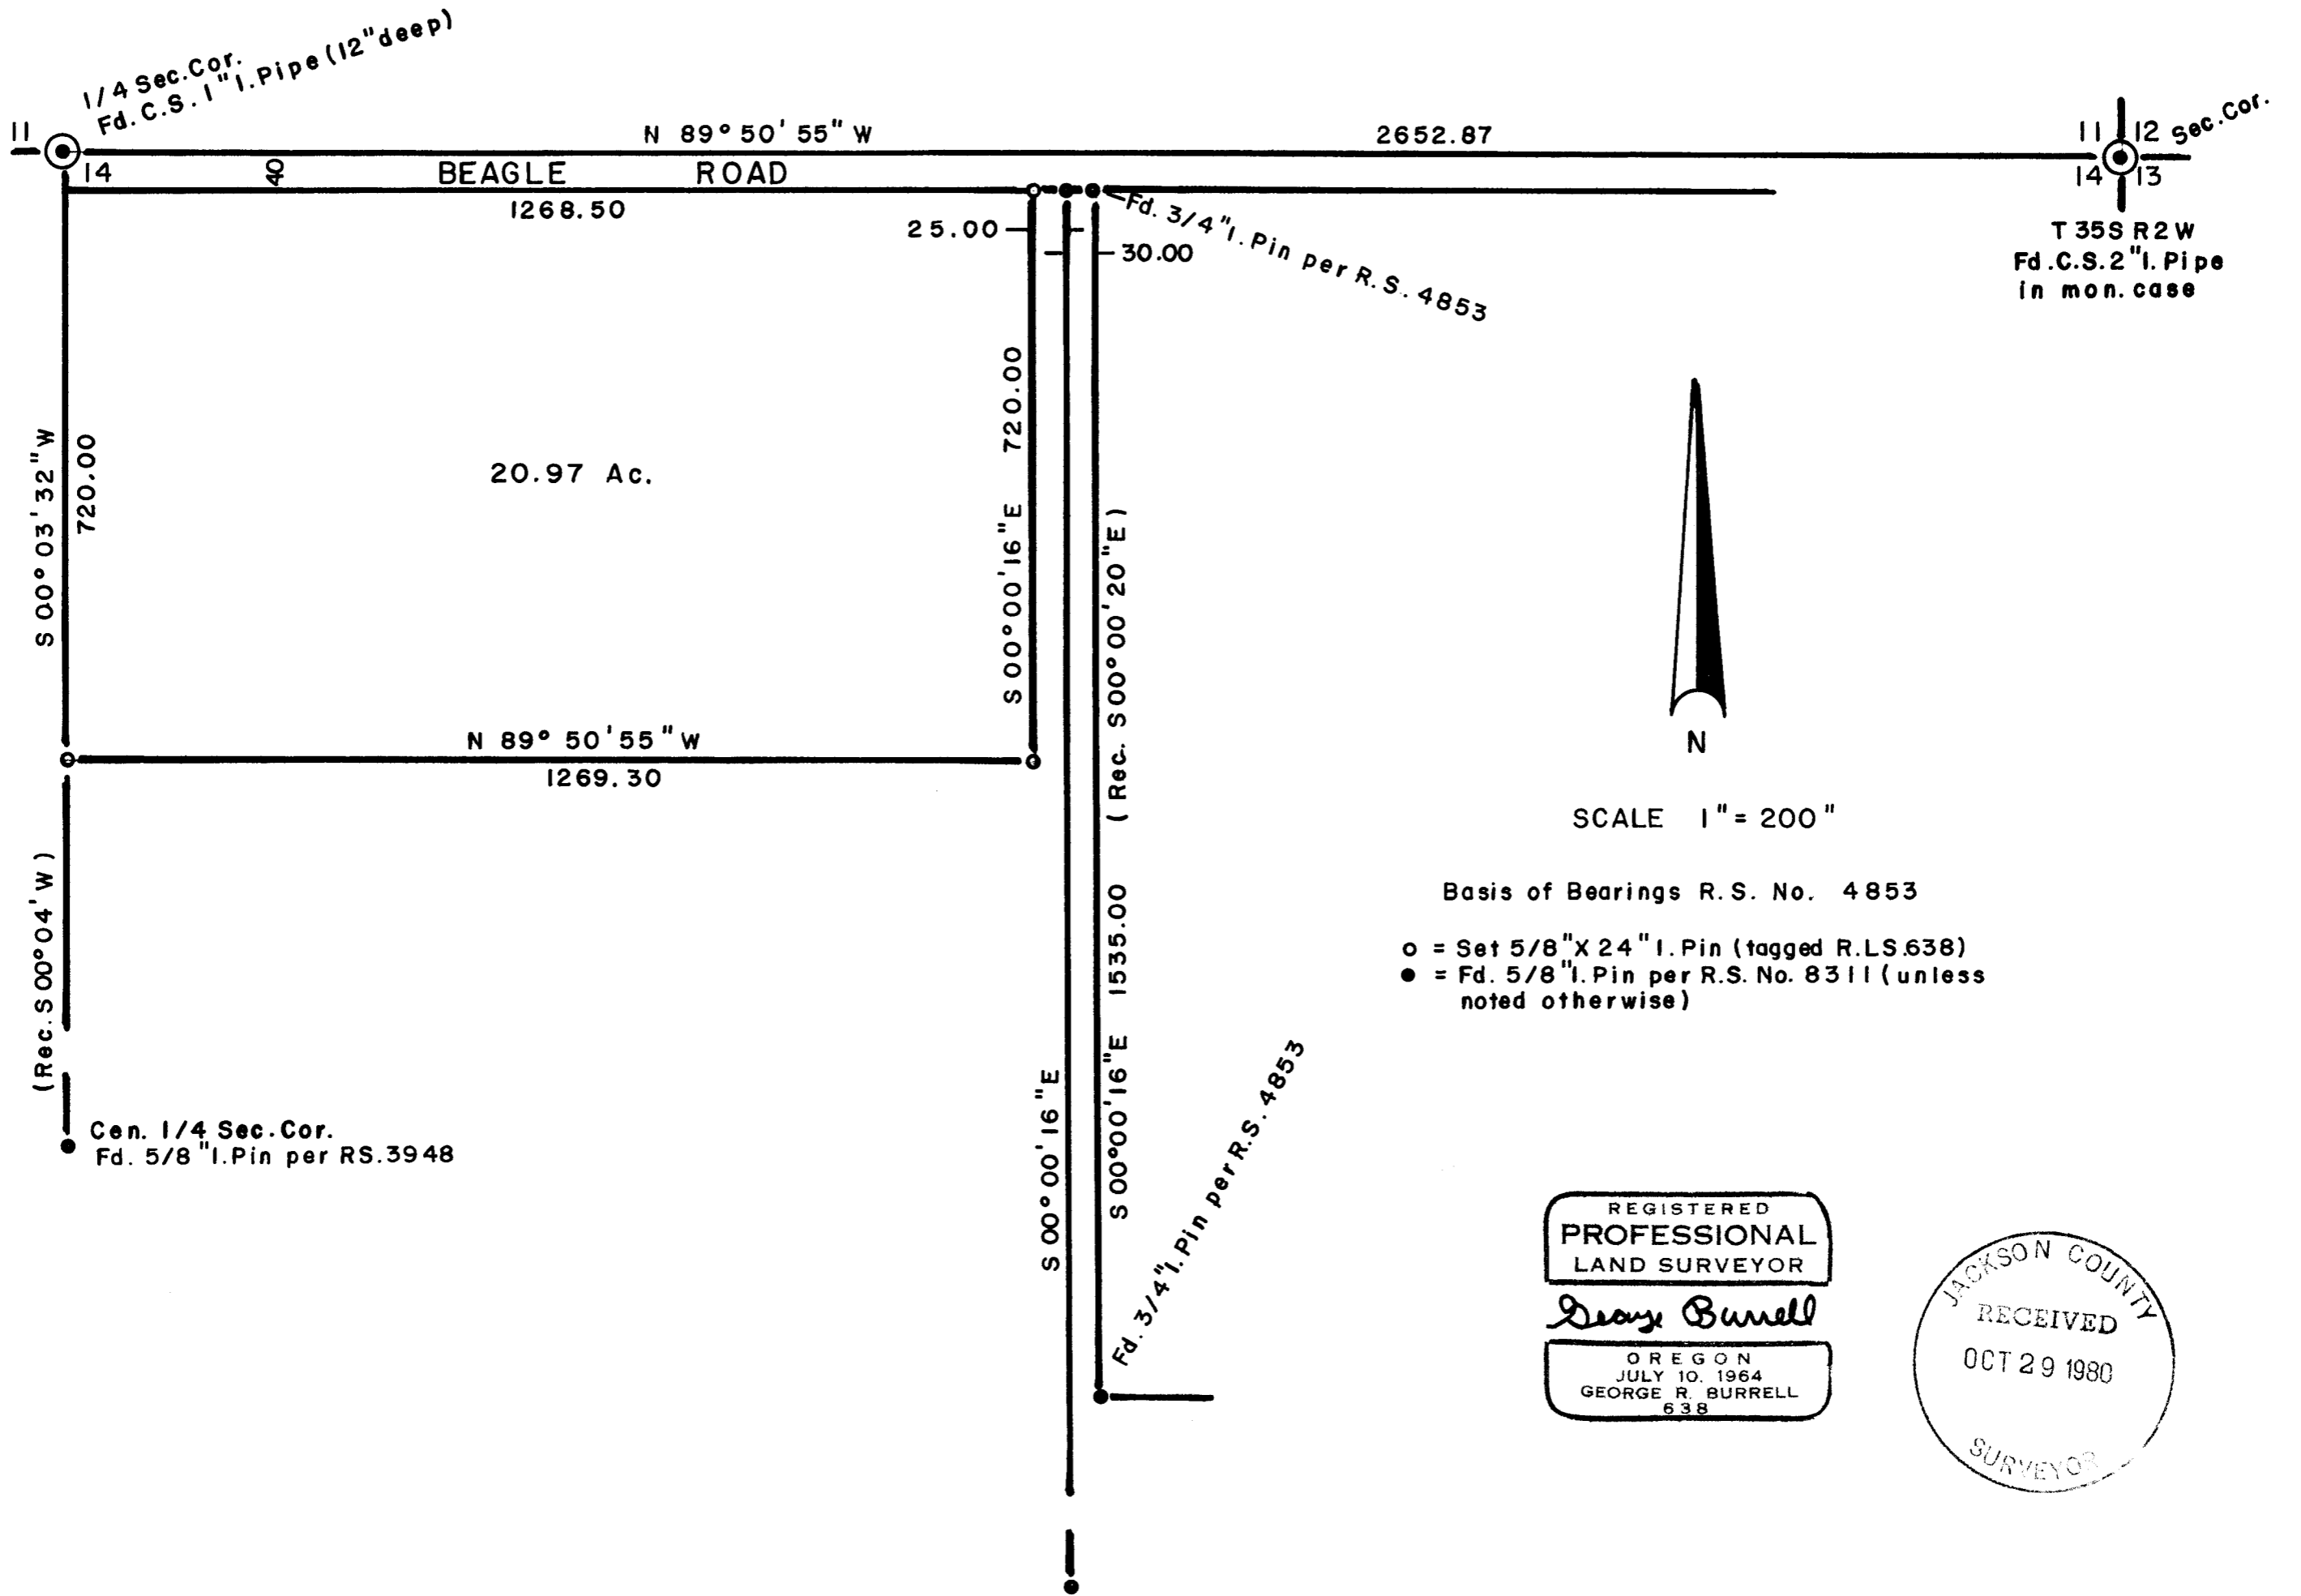 1/4 Sec.Cor.
Fd. C.S. 1" I.Pipe (12"deep)
11
14
N 89° 50' 55" W
2652.87
11 12 Sec.Cor.
14 13
T 35S R2W
Fd.C.S.2"I.Pipe
in mon.case
40
BEAGLE ROAD
1268.50
25.00
30.00
Fd. 3/4"I.Pin per R.S. 4853
S 00° 03' 32" W
720.00
20.97 Ac.
S 00°00'16"E 720.00
(Rec. S 00° 00' 20"E)
N 89° 50'55" W
1269.30
N
SCALE 1" = 200"
Basis of Bearings R.S. No. 4853
o = Set 5/8"X 24" I.Pin (tagged R.LS.638)
● = Fd. 5/8"I.Pin per R.S. No. 8311 (unless
noted otherwise)
(Rec.S 00°04' W)
Cen. 1/4 Sec.Cor.
Fd. 5/8"I.Pin per RS.3948
S 00°00'16"E
S 00°00'16"E 1535.00
Fd. 3/4"I.Pin per R.S. 4853
REGISTERED
PROFESSIONAL
LAND SURVEYOR
George Burrell
OREGON
JULY 10. 1964
GEORGE R. BURRELL
638
JACKSON COUNTY
RECEIVED
OCT 29 1980
SURVEYOR